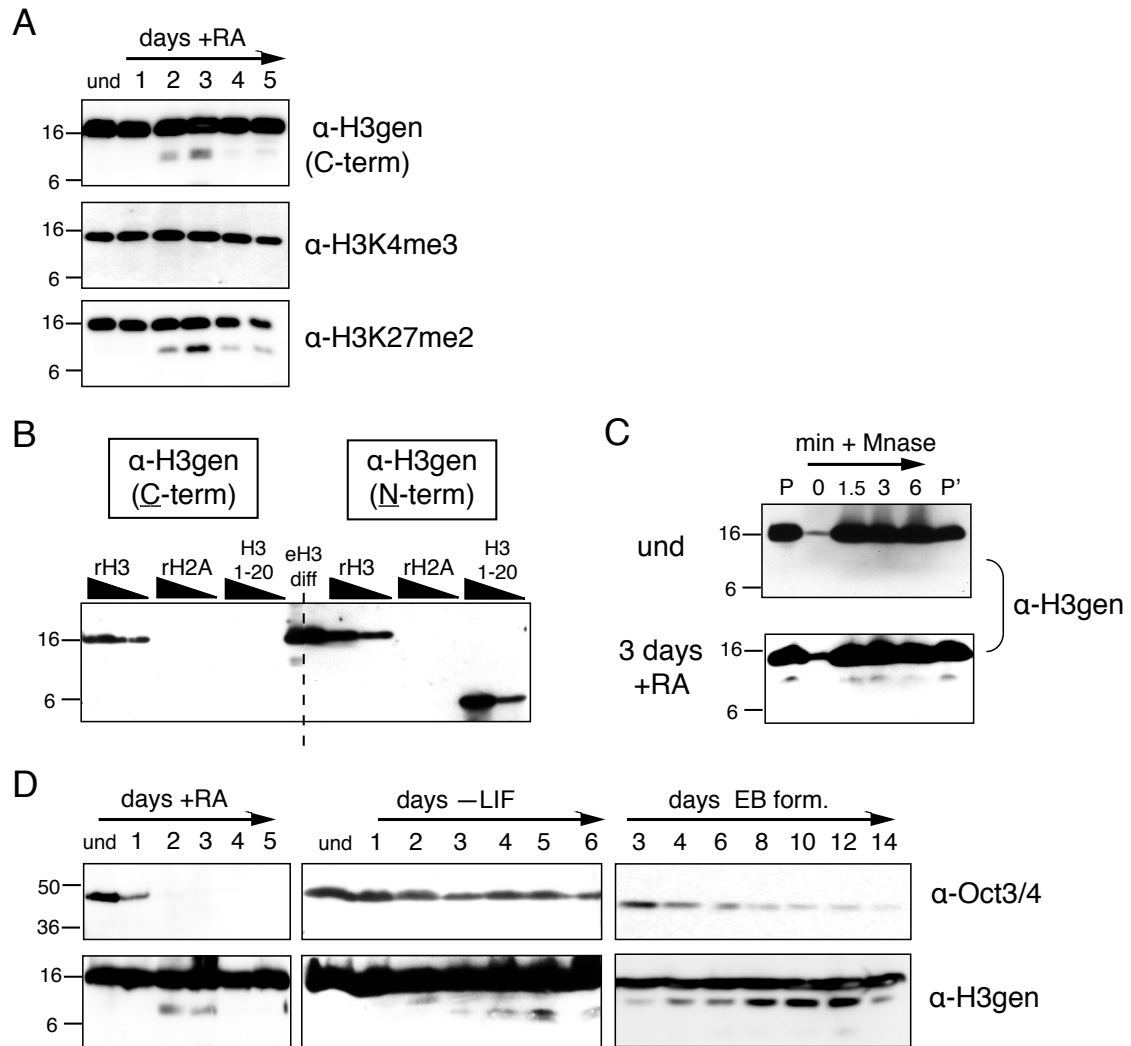 A
days +RA
und 1 2 3 4 5
16
6
α-H3gen
(C-term)
16
6
α-H3K4me3
16
6
α-H3K27me2
B
α-H3gen
(C-term)
α-H3gen
(N-term)
rH3 rH2A H3 1-20 eH3 diff rH3 rH2A H3 1-20
16
6
C
min + Mnase
P 0 1.5 3 6 P'
und
16
6
α-H3gen
3 days
+RA
16
6
D
days +RA
und 1 2 3 4 5
days —LIF
und 1 2 3 4 5 6
days EB form.
3 4 6 8 10 12 14
50
36
α-Oct3/4
16
6
α-H3gen